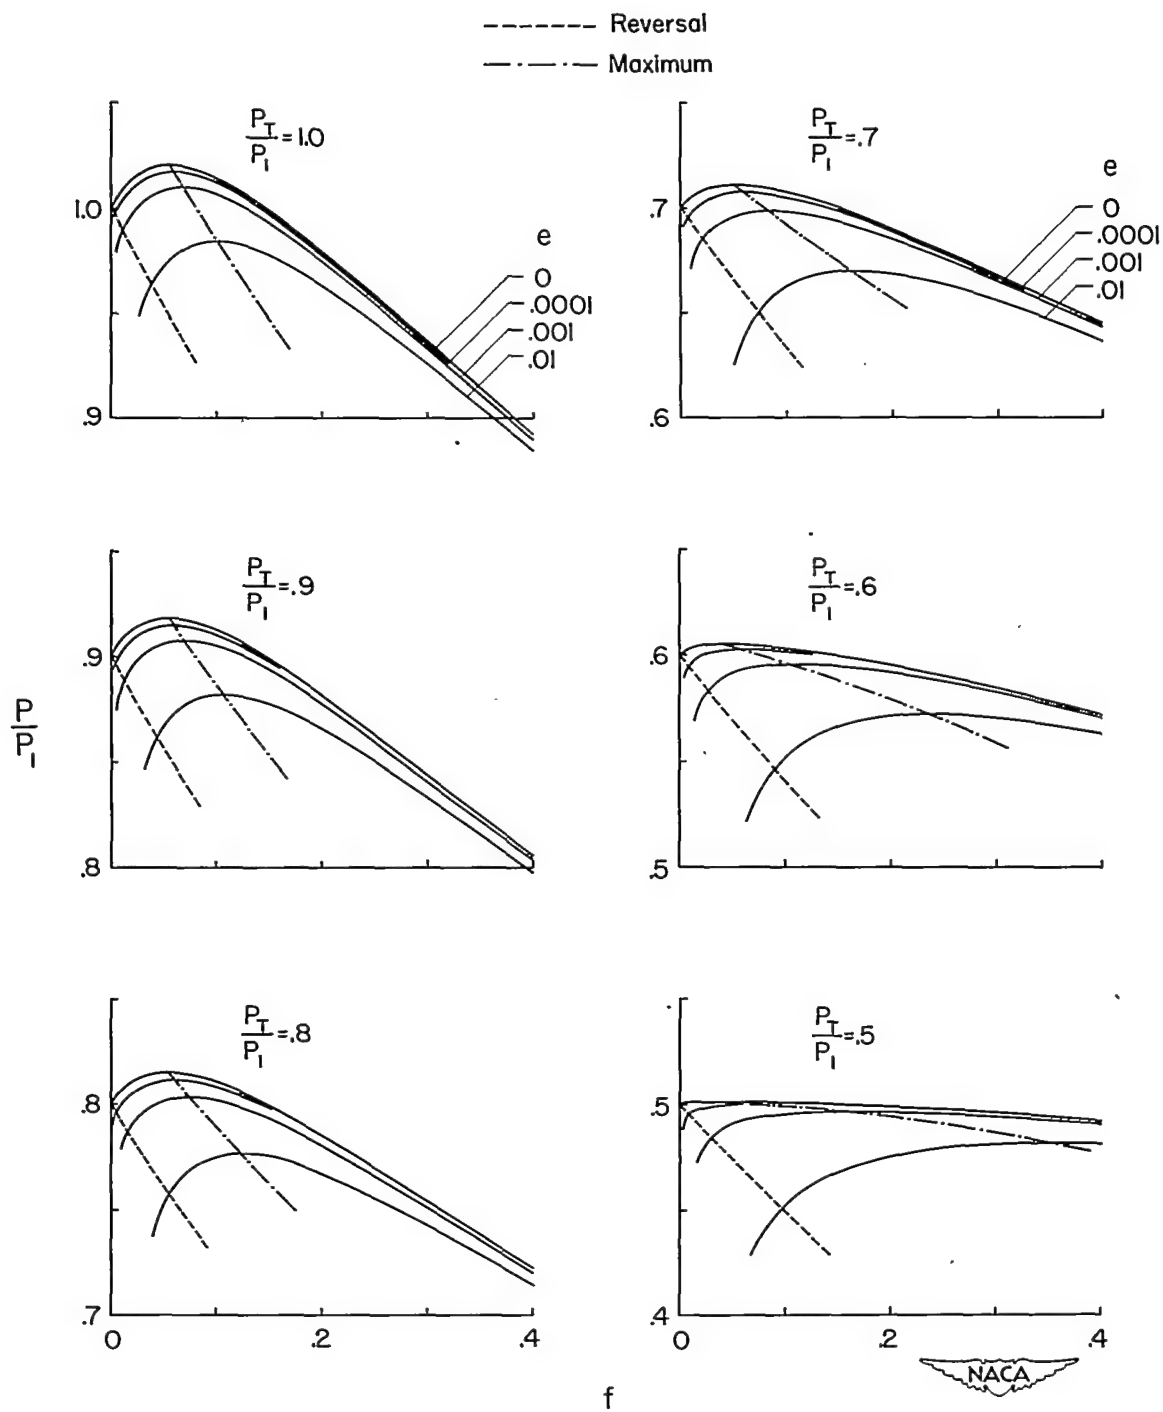 Reversal
Maximum
P_T/P_1 = 1.0
1.0
.9
e
0
.0001
.001
.01
P_T/P_1 = .7
.7
.6
e
0
.0001
.001
.01
P_T/P_1 = .9
.9
.8
P_T/P_1 = .6
.6
.5
P/P_1
P_T/P_1 = .8
.8
.7
0 .2 .4
P_T/P_1 = .5
.5
.4
0 .2 .4
f
NACA